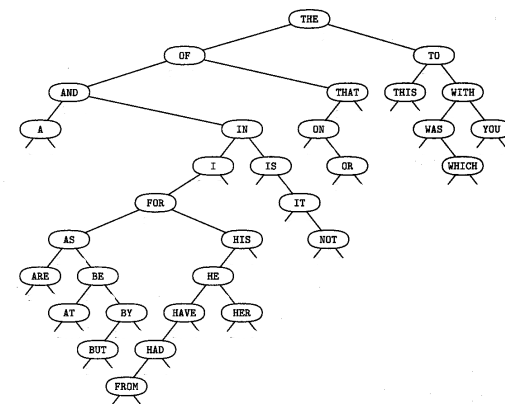 THE
OF TO
AND THAT THIS WITH
A IN ON WAS YOU
I IS OR WHICH
FOR IT
AS HIS NOT
ARE BE HE
AT BY HAVE HER
BUT HAD
FROM